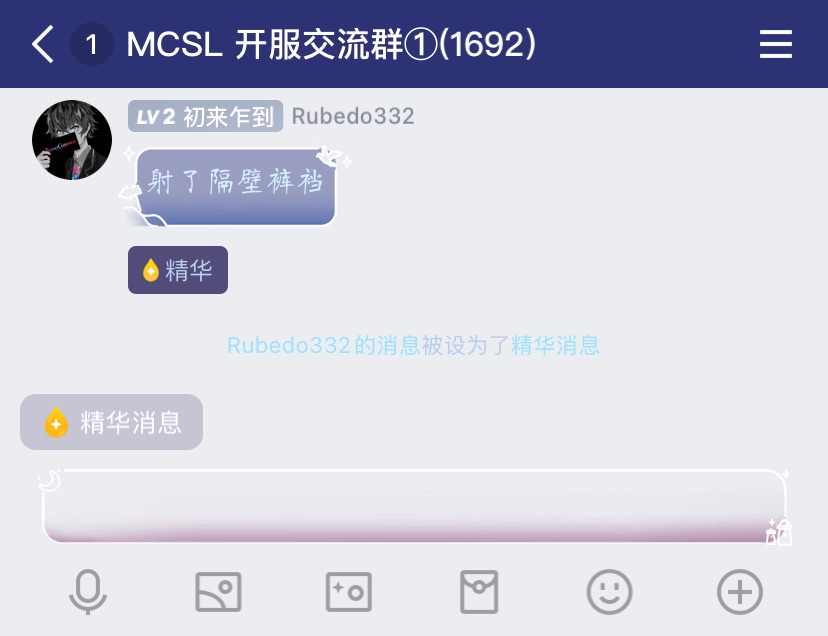 1 MCSL 开服交流群①(1692)
LV2 初来乍到 Rubedo332
射了隔壁裤裆
精华
Rubedo332的消息被设为了精华消息
精华消息